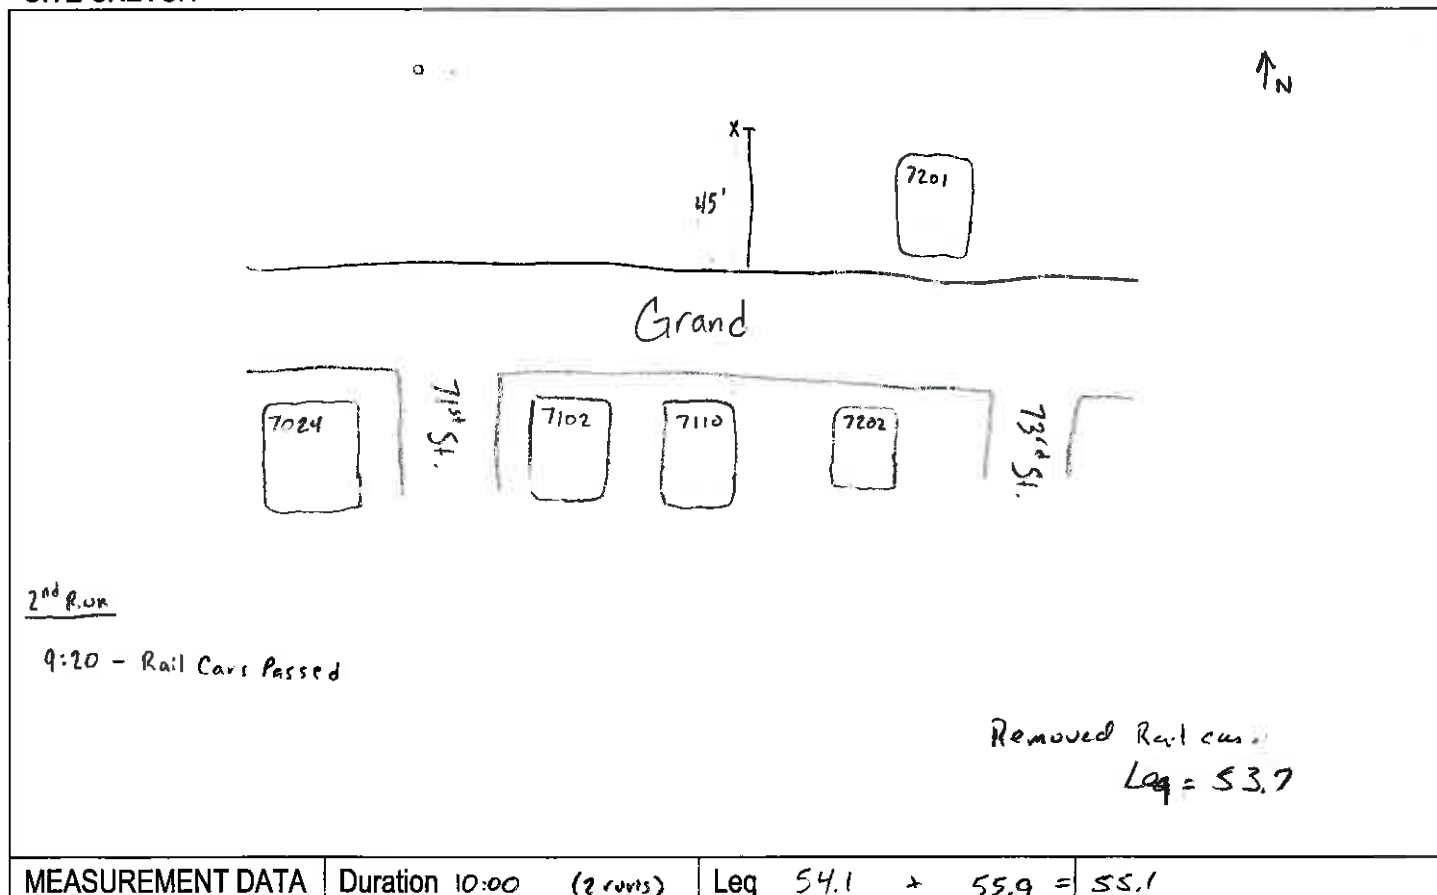 N
X
7201
45'
Grand
71st St.
73rd St.
7024
7102
7110
7202
2nd Run
9:20 - Rail Cars Passed
Removed Rail
Leq = 53.7
MEASUREMENT DATA Duration 10:00 (2 runs) Leq 54.1 + 55.9 = 55.1